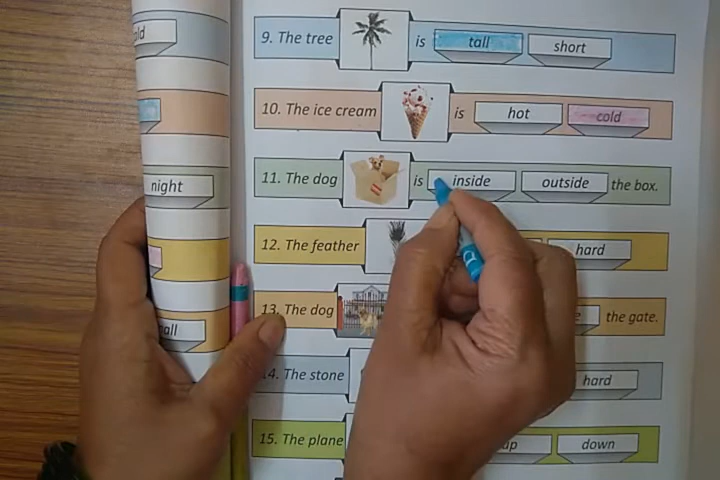 9. The tree is tall short
10. The ice cream is hot cold
11. The dog is inside outside the box.
night
12. The feather hard
13. The dog the gate.
14. The stone hard
15. The plane up down